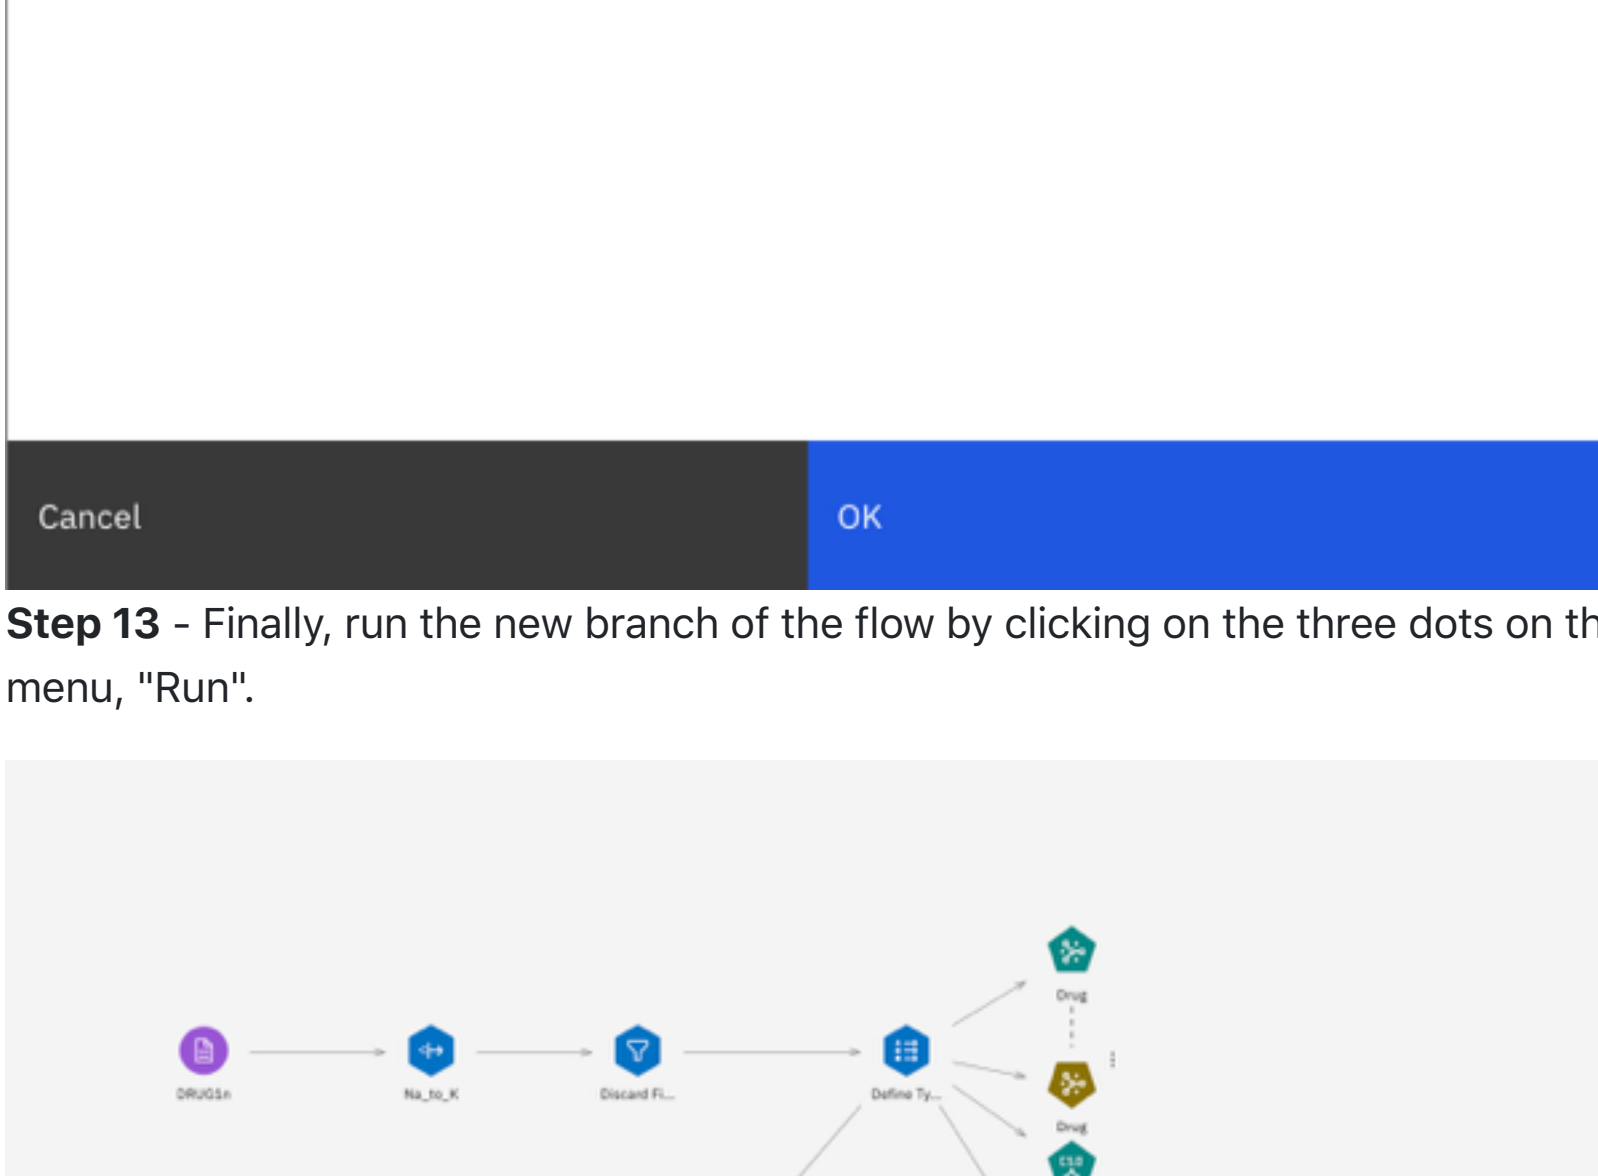 Cancel
OK
Step 13 - Finally, run the new branch of the flow by clicking on the three dots on th
menu, "Run".
Drug
DRUG1n
Na_to_K
Discard Fi...
Define Ty...
Drug
C50